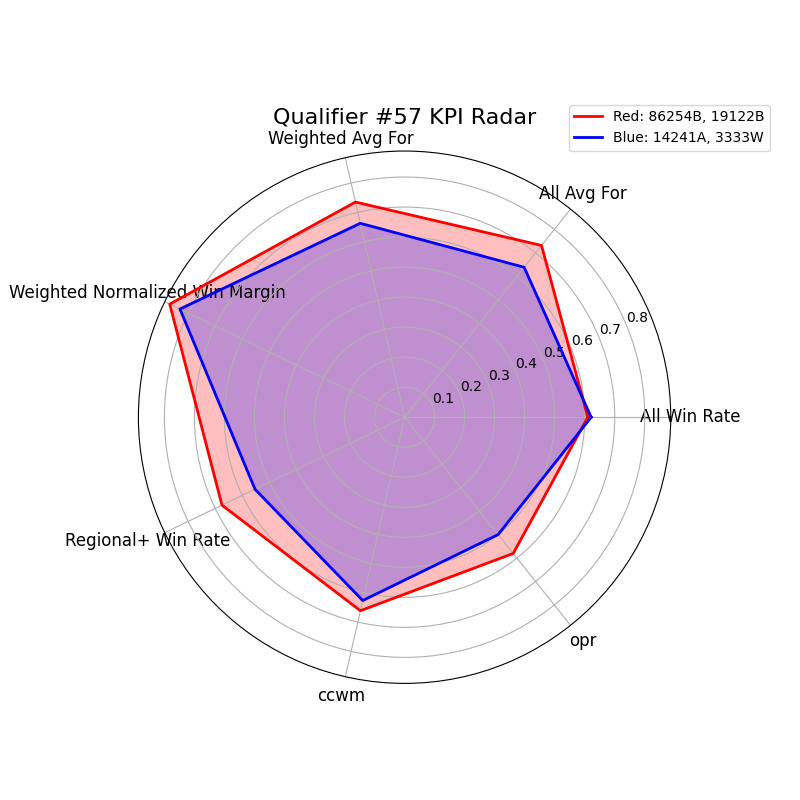 Qualifier #57 KPI Radar
Red: 86254B, 19122B
Blue: 14241A, 3333W
Weighted Avg For
All Avg For
Weighted Normalized Win Margin
0.8
0.7
0.6
0.5
0.4
0.3
0.2
0.1
All Win Rate
Regional+ Win Rate
opr
ccwm